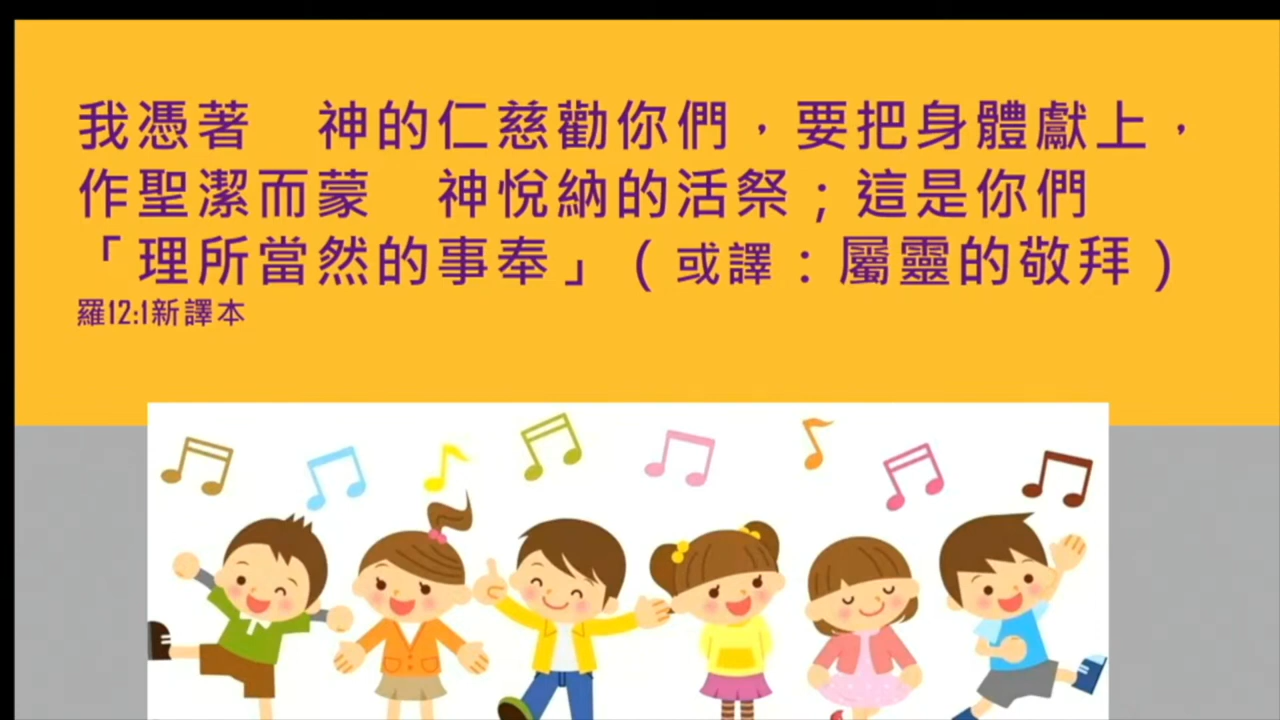 我憑著　神的仁慈勸你們，要把身體獻上，
作聖潔而蒙　神悅納的活祭；這是你們
「理所當然的事奉」（或譯：屬靈的敬拜）
羅12:1新譯本